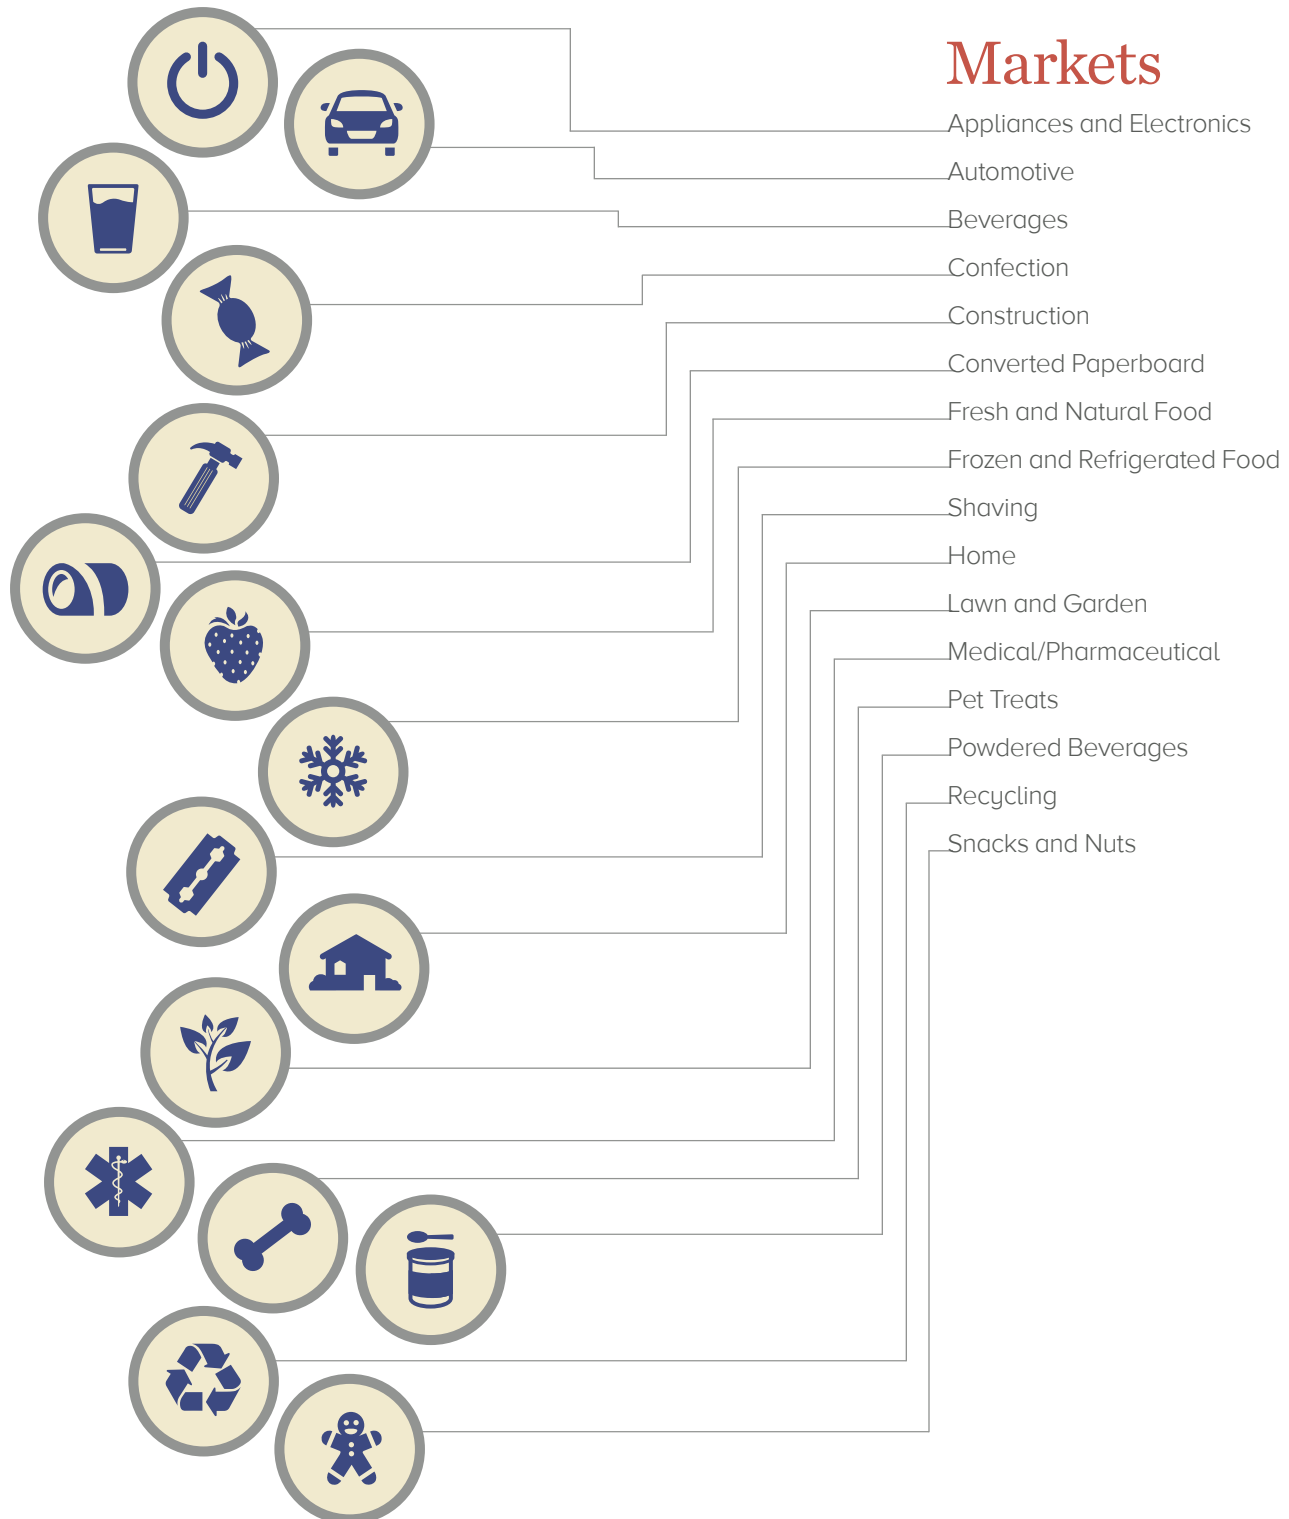 Markets
Appliances and Electronics
Automotive
Beverages
Confection
Construction
Converted Paperboard
Fresh and Natural Food
Frozen and Refrigerated Food
Shaving
Home
Lawn and Garden
Medical/Pharmaceutical
Pet Treats
Powdered Beverages
Recycling
Snacks and Nuts